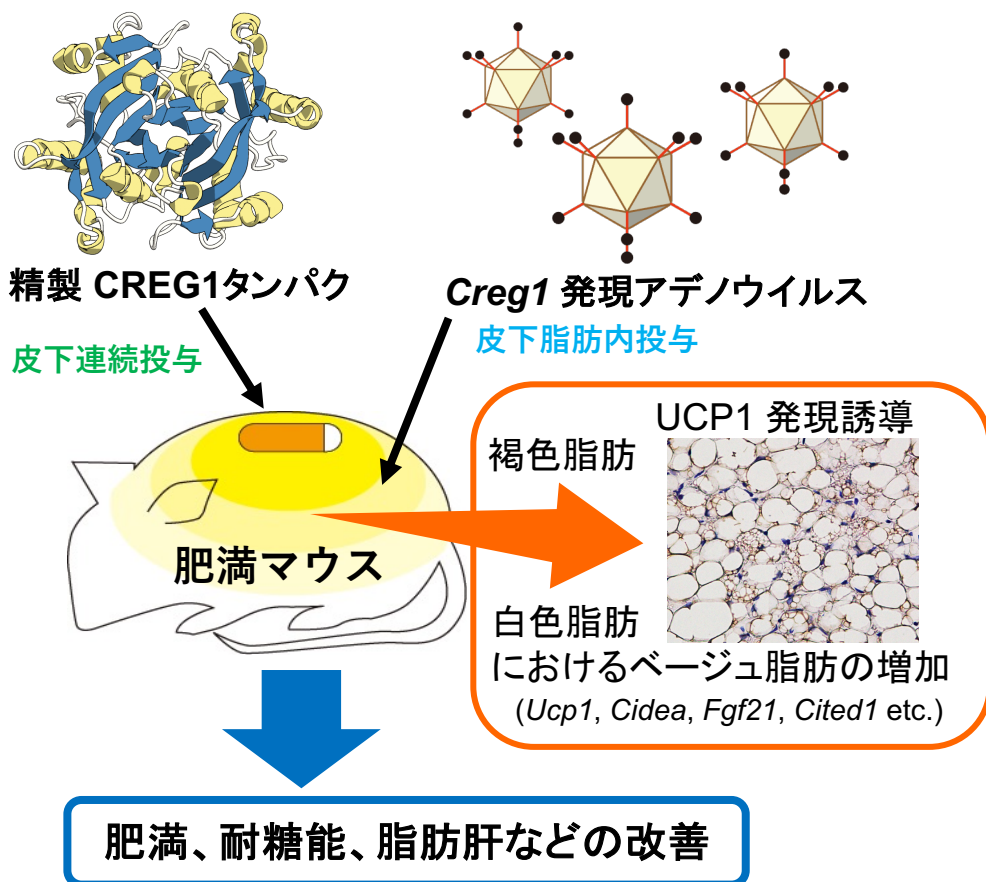 精製 CREG1タンパク
Creg1 発現アデノウイルス
皮下連続投与
皮下脂肪内投与
UCP1 発現誘導
褐色脂肪
肥満マウス
白色脂肪
におけるベージュ脂肪の増加
(Ucp1, Cidea, Fgf21, Cited1 etc.)
肥満、耐糖能、脂肪肝などの改善